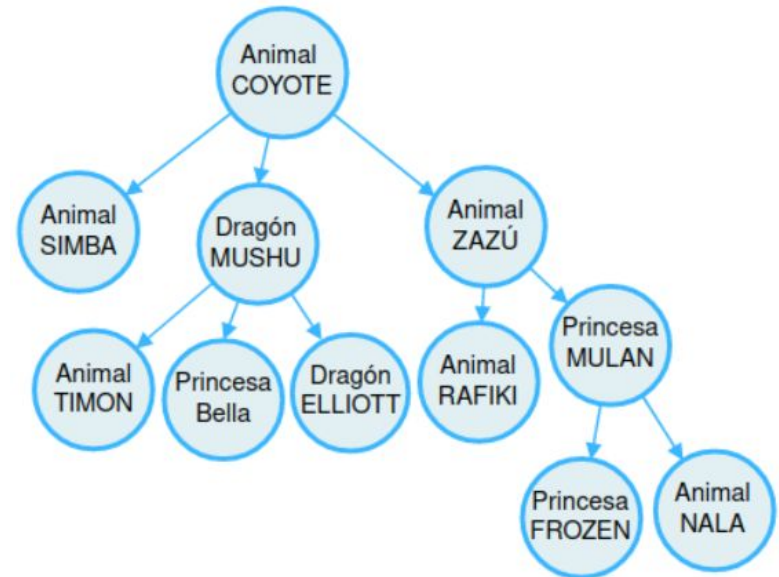 Animal
COYOTE
Animal
SIMBA
Dragón
MUSHU
Animal
ZAZÚ
Animal
TIMON
Princesa
Bella
Dragón
ELLIOTT
Animal
RAFIKI
Princesa
MULAN
Princesa
FROZEN
Animal
NALA